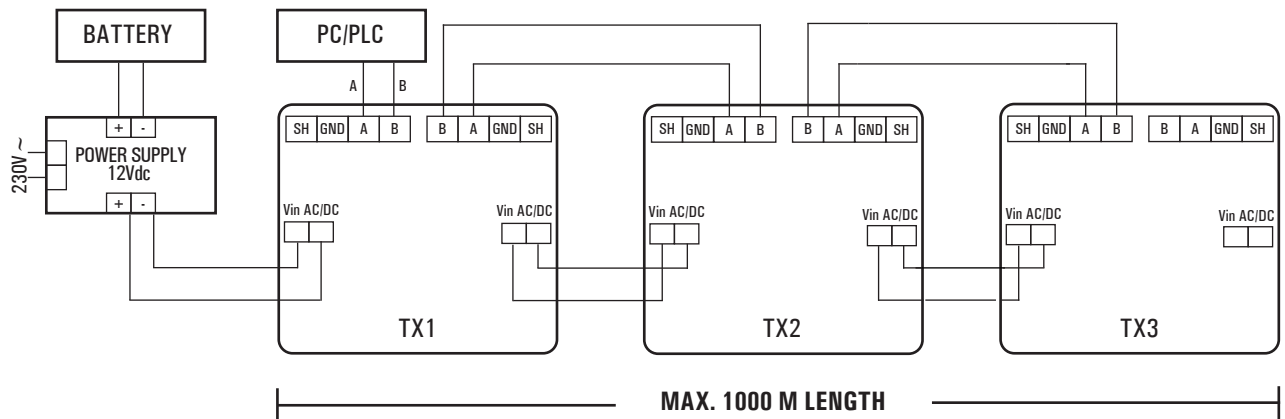 BATTERY
PC/PLC
A B
+ -
230V ~
POWER SUPPLY
12Vdc
+ -
SH GND A B B A GND SH
Vin AC/DC Vin AC/DC
TX1
SH GND A B B A GND SH
Vin AC/DC Vin AC/DC
TX2
SH GND A B B A GND SH
Vin AC/DC Vin AC/DC
TX3
MAX. 1000 M LENGTH